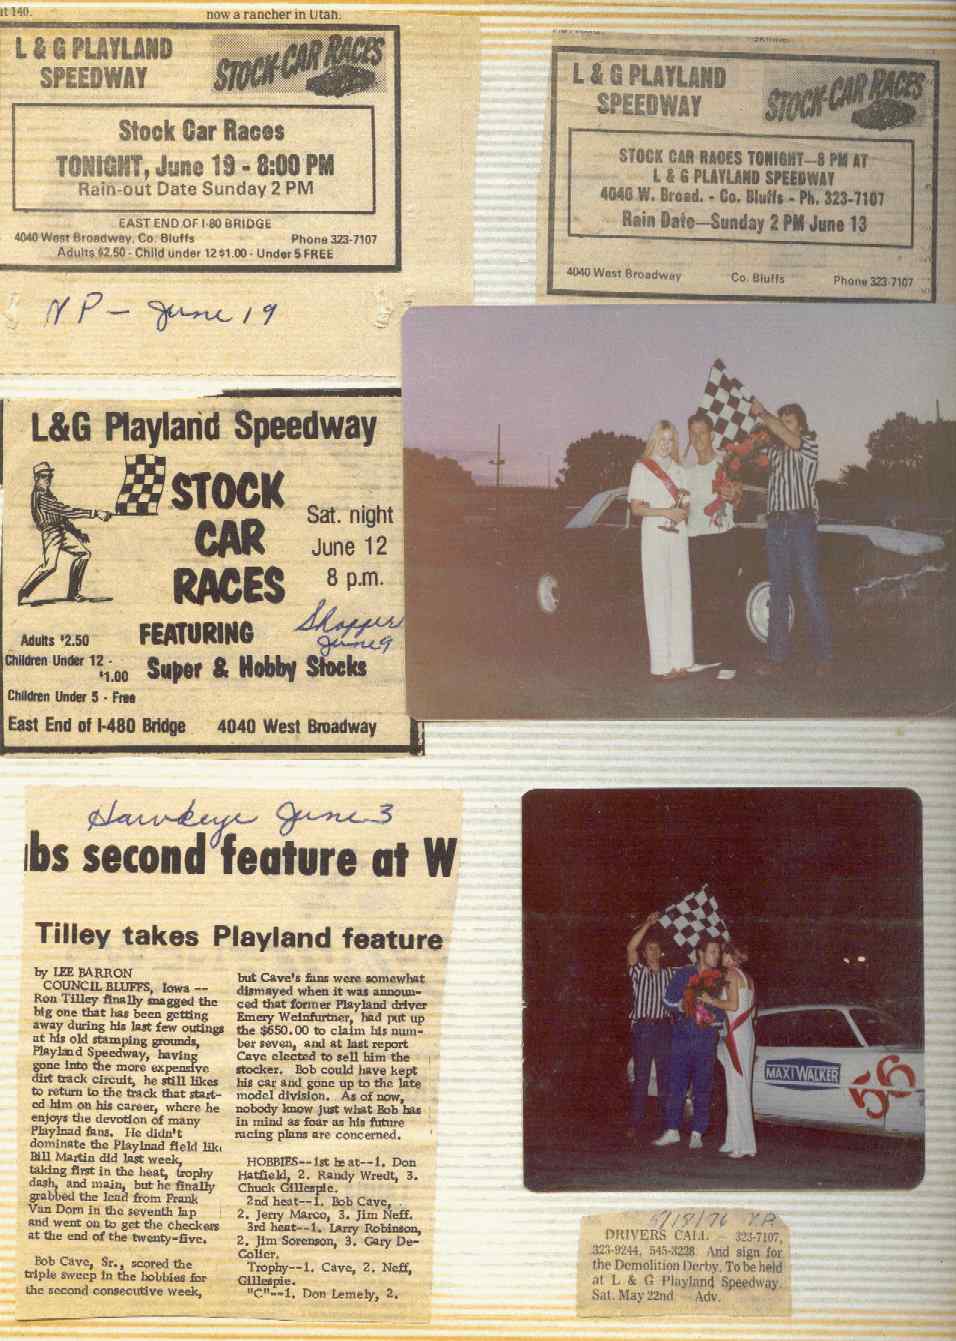 at 140.
now a rancher in Utah.
L & G PLAYLAND
SPEEDWAY
STOCK-CAR RACES
Stock Car Races
TONIGHT, June 19 - 8:00 PM
Rain-out Date Sunday 2 PM
EAST END OF I-80 BRIDGE
4040 West Broadway, Co. Bluffs Phone 323-7107
Adults $2.50 - Child under 12 $1.00 - Under 5 FREE
NP - June 19
L & G PLAYLAND
SPEEDWAY
STOCK-CAR RACES
STOCK CAR RACES TONIGHT—8 PM AT
L & G PLAYLAND SPEEDWAY
4040 W. Broad. - Co. Bluffs - Ph. 323-7107
Rain Date—Sunday 2 PM June 13
4040 West Broadway Co. Bluffs Phone 323-7107
L&G Playland Speedway
STOCK
CAR
RACES
Sat. night
June 12
8 p.m.
Shopper
June 9
FEATURING
Super & Hobby Stocks
Adults $2.50
Children Under 12 -
$1.00
Children Under 5 - Free
East End of I-480 Bridge 4040 West Broadway
Hawkeye June 3
bs second feature at W
Tilley takes Playland feature
by LEE BARRON
COUNCIL BLUFFS, Iowa --
Ron Tilley finally snagged the
big one that has been getting
away during his last few outings
at his old stamping grounds,
Playland Speedway, having
gone into the more expensive
dirt track circuit, he still likes
to return to the track that start-
ed him on his career, where he
enjoys the devotion of many
Playlnad fans. He didn't
dominate the Playlnad field lik
Bill Martin did last week,
taking first in the heat, trophy
dash, and main, but he finally
grabbed the lead from Frank
Van Dorn in the seventh lap
and went on to get the checkers
at the end of the twenty-five.
Bob Cave, Sr., scored the
triple sweep in the hobbies for
the second consecutive week,
but Cave's fans were somewhat
dismayed when it was announ-
ced that former Playland driver
Emery Weinfurtner, had put up
the $650.00 to claim his num-
ber seven, and at last report
Cave elected to sell him the
stocker. Bob could have kept
his car and gone up to the late
model division. As of now,
nobody know just what Bob has
in mind as foar as his future
racing plans are concerned.
HOBBIES--1st heat--1. Don
Hatfield, 2. Randy Wredt, 3.
Chuck Gillespie.
2nd heat--1. Bob Cave,
2. Jerry Marco, 3. Jim Neff.
3rd heat--1. Larry Robinson,
2. Jim Sorenson, 3. Gary De-
Golier.
Trophy--1. Cave, 2. Neff,
Gillespie.
"C"--1. Don Lemely, 2.
MAXI WALKER
56
DRIVERS CALL - 323-7107,
323-9244, 545-3228. And sign for
the Demolition Derby. To be held
at L & G Playland Speedway.
Sat. May 22nd - Adv.